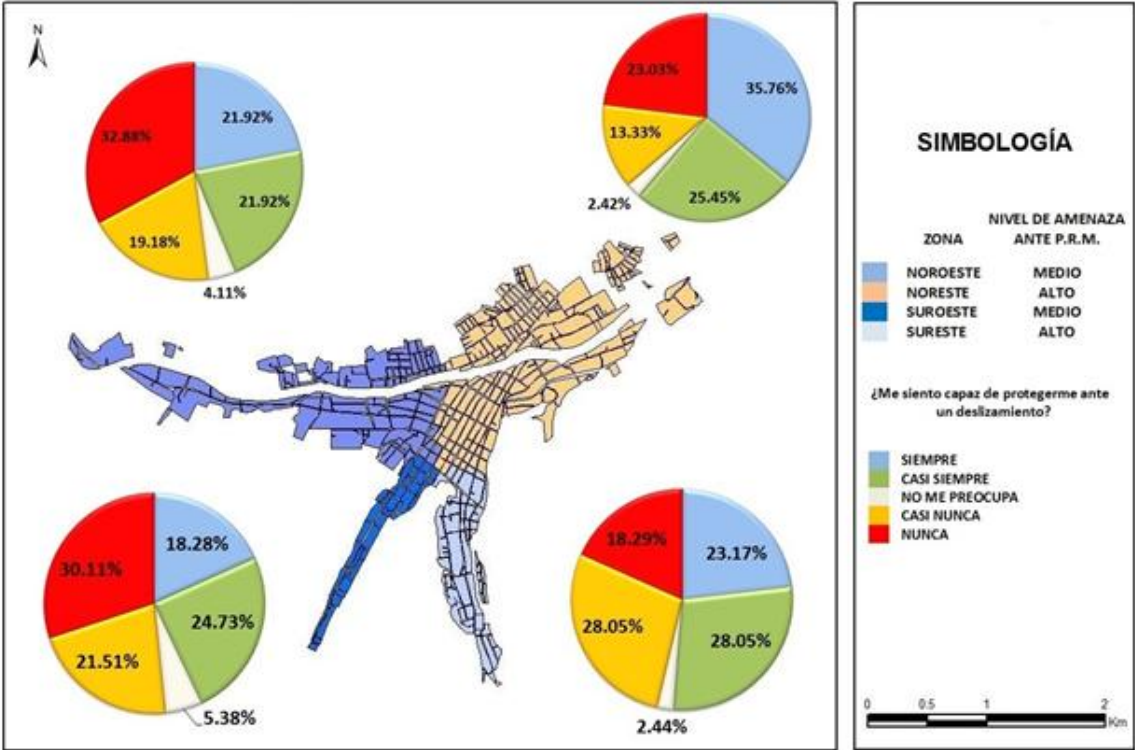 N
32.88%
21.92%
21.92%
19.18%
4.11%
23.03%
35.76%
13.33%
25.45%
2.42%
30.11%
18.28%
24.73%
21.51%
5.38%
18.29%
23.17%
28.05%
28.05%
2.44%
SIMBOLOGÍA
NIVEL DE AMENAZA
ZONA ANTE P.R.M.
NOROESTE MEDIO
NORESTE ALTO
SUROESTE MEDIO
SURESTE ALTO
¿Me siento capaz de protegerme ante
un deslizamiento?
SIEMPRE
CASI SIEMPRE
NO ME PREOCUPA
CASI NUNCA
NUNCA
0 0.5 1 2
Km